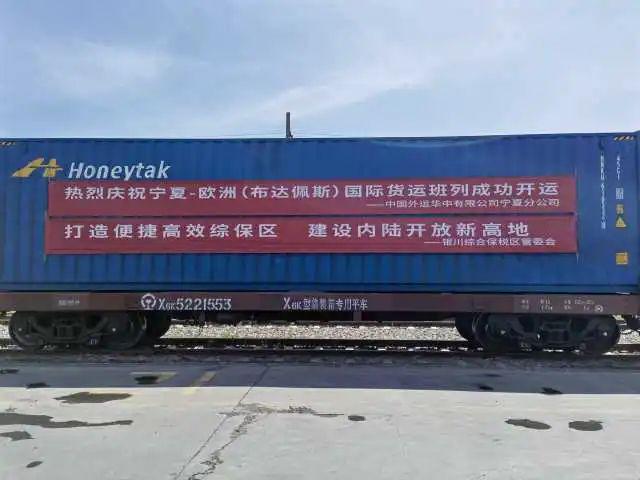 Honeytak
热烈庆祝宁夏-欧洲（布达佩斯）国际货运班列成功开运
——中国外运华中有限公司宁夏分公司
打造便捷高效综保区 建设内陆开放新高地
——银川综合保税区管委会
X6K5221553 X6K型集装箱专用平车